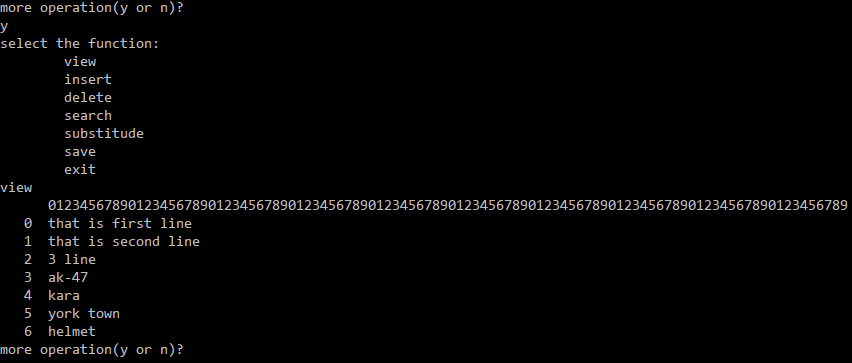 more operation(y or n)?
y
select the function:
        view
        insert
        delete
        search
        substitude
        save
        exit
view
      0123456789012345678901234567890123456789012345678901234567890123456789012345678901234567890123456789
   0  that is first line
   1  that is second line
   2  3 line
   3  ak-47
   4  kara
   5  york town
   6  helmet
more operation(y or n)?